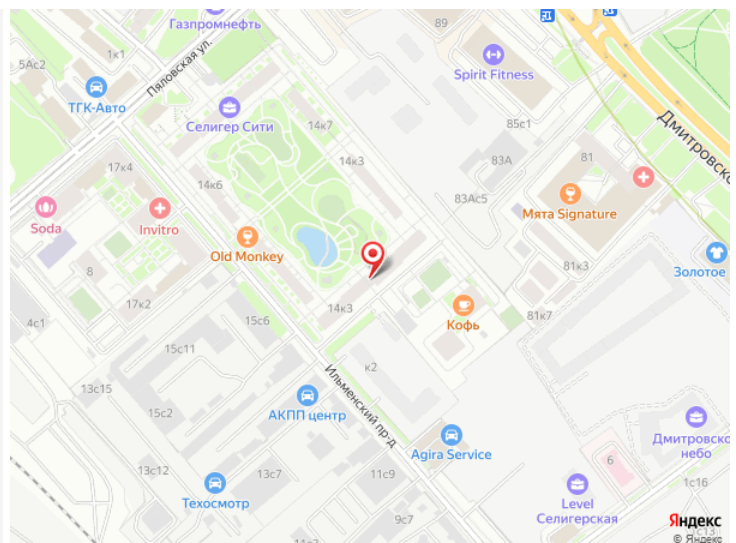 Газпромнефть
89
1к1
5Ас2
Пяловская ул.
ТГК-Авто
Spirit Fitness
Селигер Сити
14к7
85с1
Дмитровско
17к4
14к3
83А
81
14к6
83Ас5
Soda
Invitro
Мята Signature
Old Monkey
8
81к3
Золотое
17к2
14к3
Кофь
81к7
4с1
15с6
15с11
к2
Ильменский пр-д
13с15
15с2
АКПП центр
Agira Service
Дмитровско
небо
6
13с12
13с7
11с9
1с16
Техосмотр
Level
Селигерская
9с7
Яндекс
1с13
© Яндекс